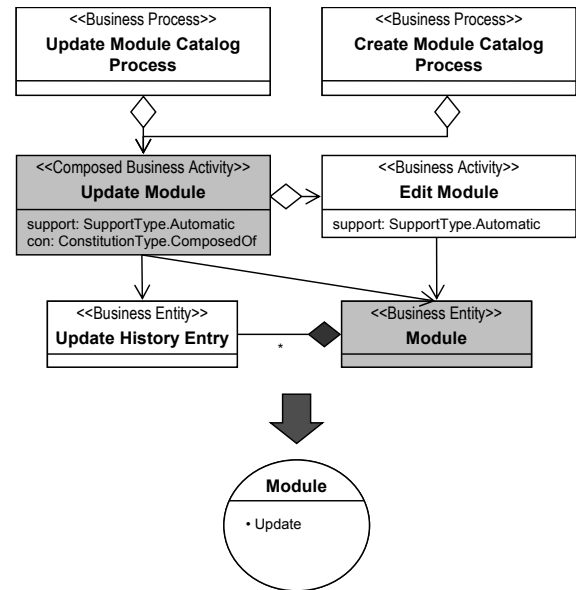 <<Business Process>>
Update Module Catalog
Process
<<Business Process>>
Create Module Catalog
Process
<<Composed Business Activity>>
Update Module
support: SupportType.Automatic
con: ConstitutionType.ComposedOf
<<Business Activity>>
Edit Module
support: SupportType.Automatic
<<Business Entity>>
Update History Entry
*
<<Business Entity>>
Module
Module
• Update